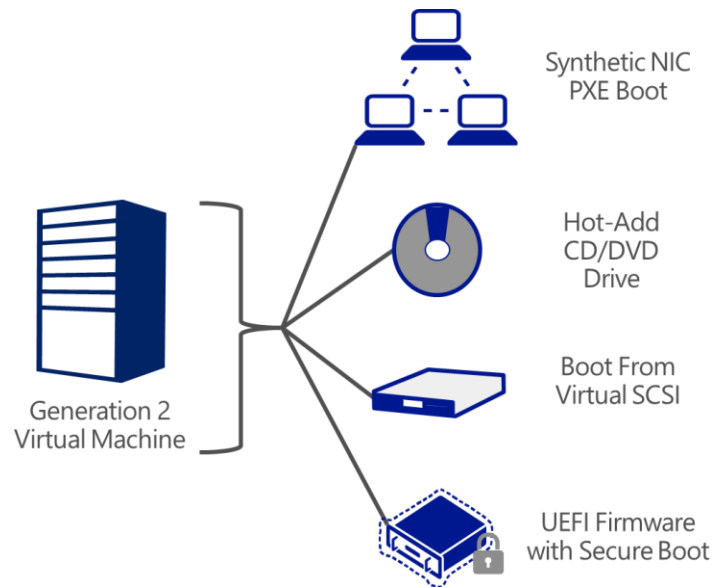 Synthetic NIC
PXE Boot
Hot-Add
CD/DVD
Drive
Boot From
Virtual SCSI
Generation 2
Virtual Machine
UEFI Firmware
with Secure Boot